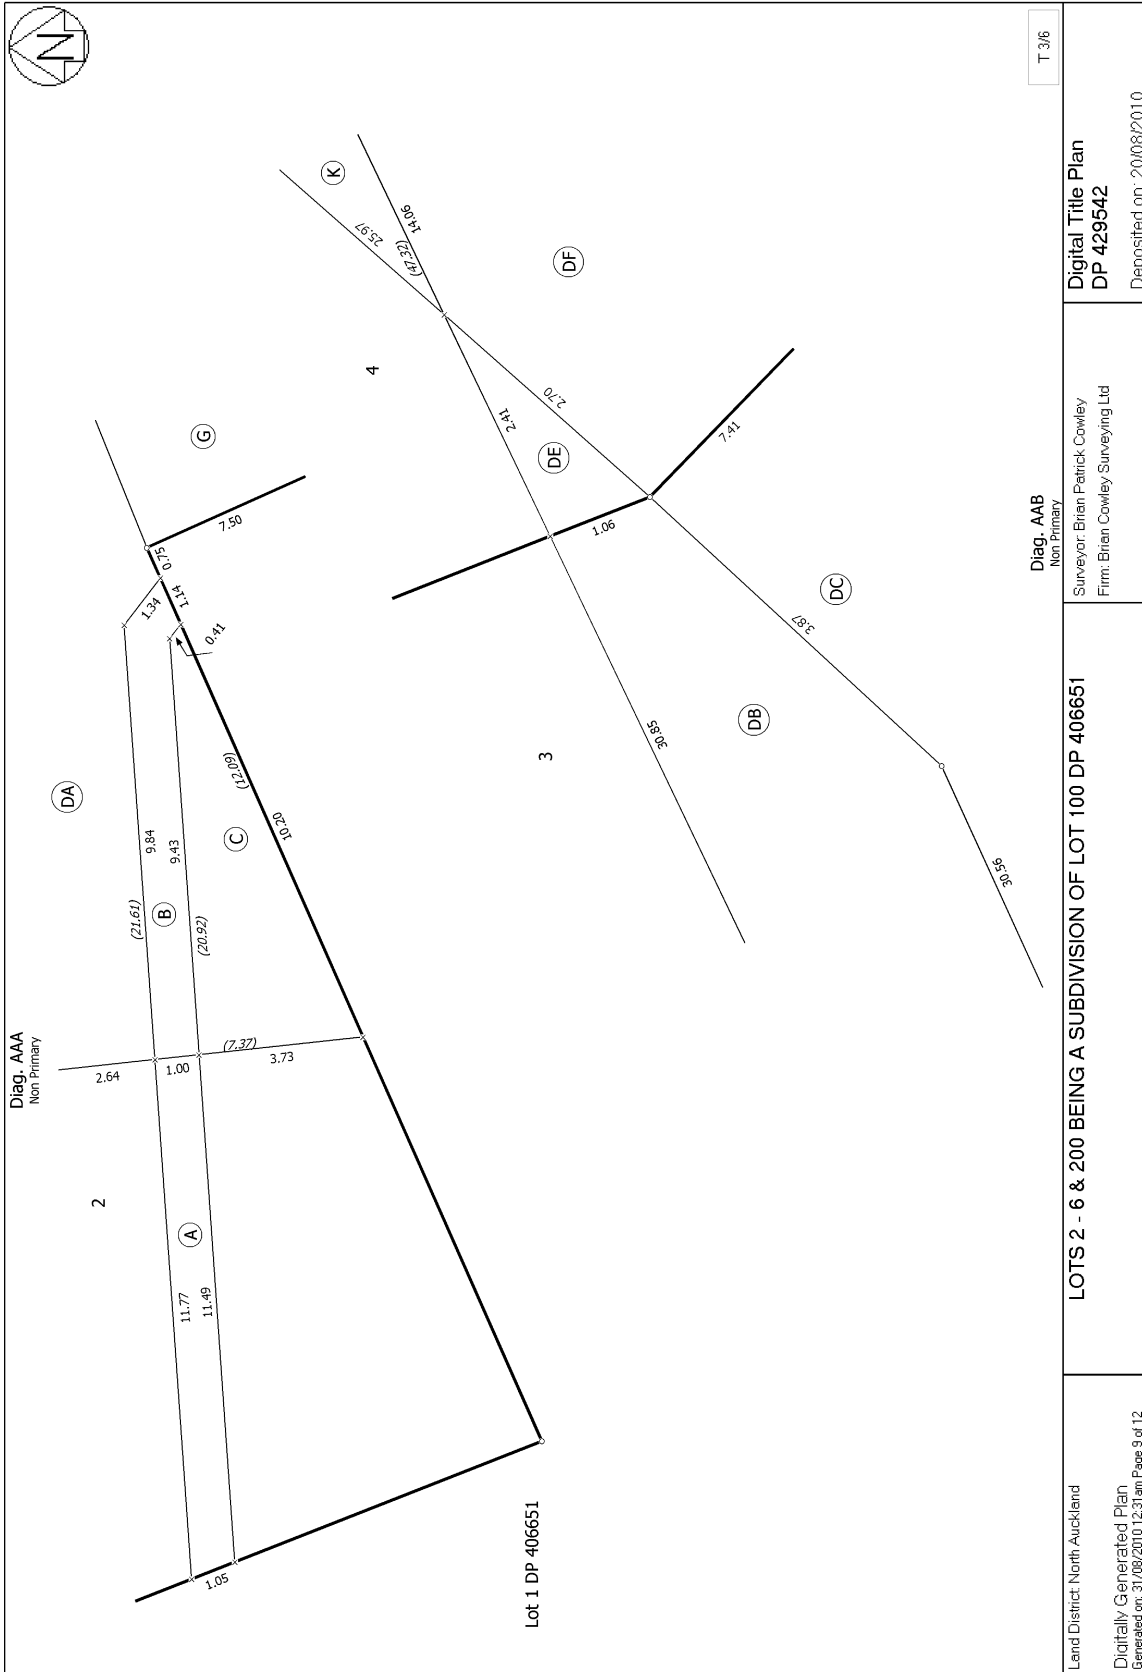 N
T 3/6
Diag. AAA
Non Primary
2
DA
G
7.50
0.75
1.14
1.34
0.41
(12.09)
10.20
9.84
9.43
C
(21.61)
B
(20.92)
(7.37)
3.73
2.64
1.00
A
11.77
11.49
1.05
Lot 1 DP 406651
K
25.97
14.06
(47.32)
DF
4
2.41
2.70
DE
1.06
7.41
DC
3.87
3
30.85
DB
30.56
Diag. AAB
Non Primary
Land District: North Auckland
Digitally Generated Plan
Generated on: 31/08/2010 12:31am Page 9 of 12
LOTS 2 - 6 & 200 BEING A SUBDIVISION OF LOT 100 DP 406651
Surveyor: Brian Patrick Cowley
Firm: Brian Cowley Surveying Ltd
Digital Title Plan
DP 429542
Deposited on: 20/08/2010